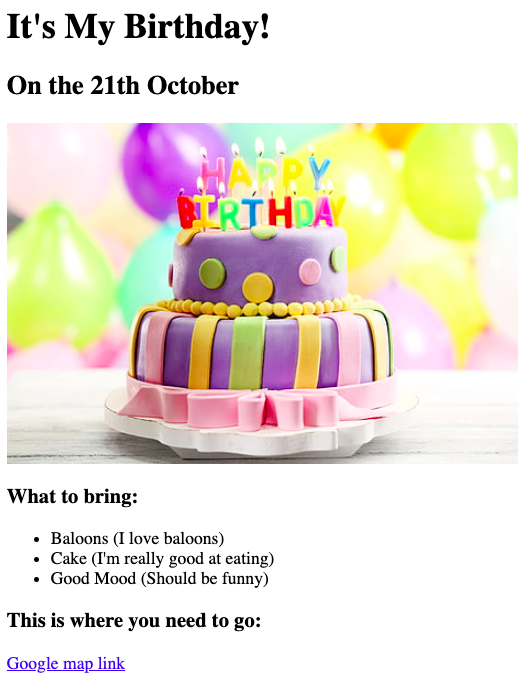 It's My Birthday!
On the 21th October
HAPPY
BIRTHDAY
What to bring:
Baloons (I love baloons)
Cake (I'm really good at eating)
Good Mood (Should be funny)
This is where you need to go:
Google map link